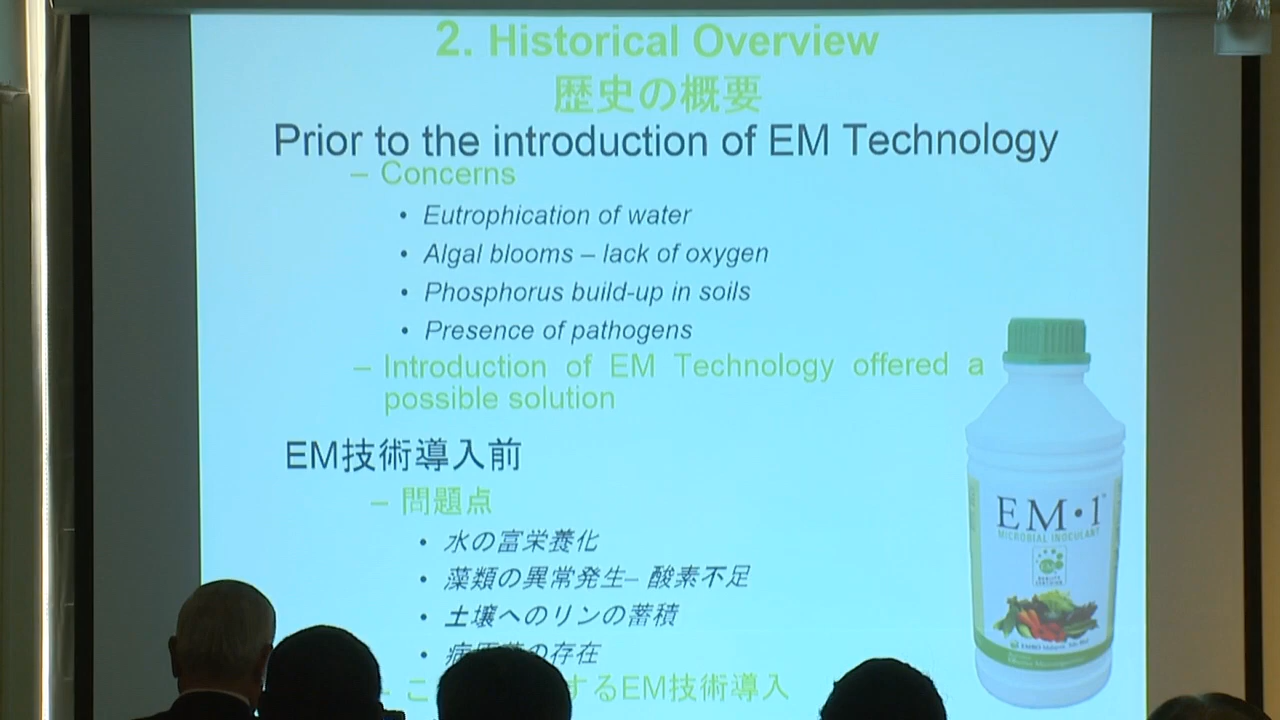 2. Historical Overview
歴史の概要
Prior to the introduction of EM Technology
– Concerns
• Eutrophication of water
• Algal blooms – lack of oxygen
• Phosphorus build-up in soils
• Presence of pathogens
– Introduction of EM Technology offered a
possible solution
EM技術導入前
– 問題点
• 水の富栄養化
• 藻類の異常発生– 酸素不足
• 土壌へのリンの蓄積
の存在
するEM技術導入
EM•1
MICROBIAL INOCULANT